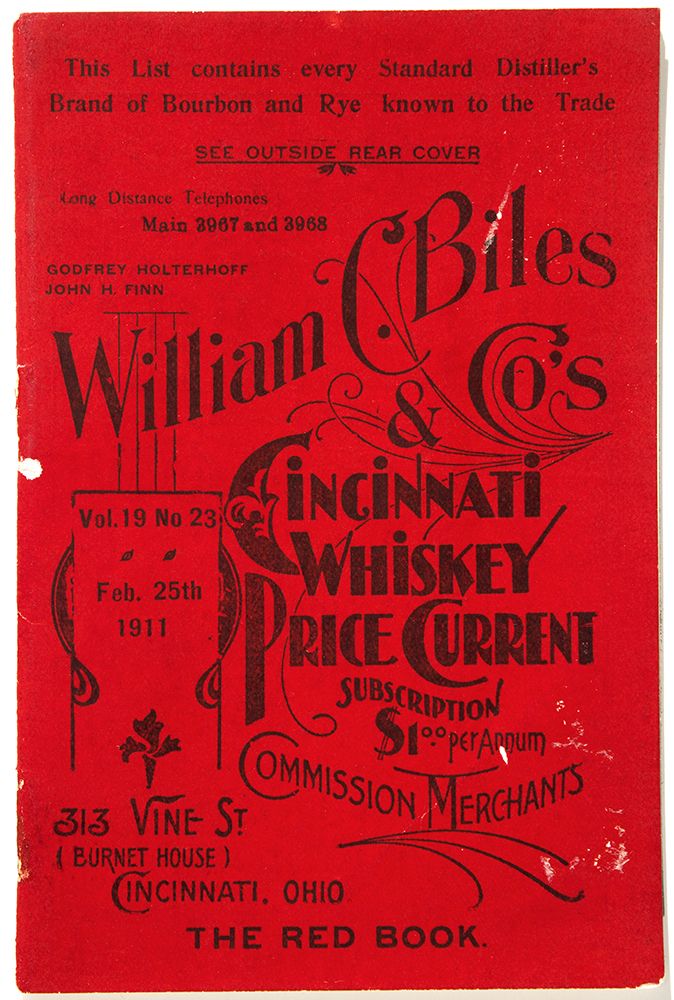 This List contains every Standard Distiller's
Brand of Bourbon and Rye known to the Trade
SEE OUTSIDE REAR COVER
Long Distance Telephones
Main 3967 and 3968
GODFREY HOLTERHOFF
JOHN H. FINN
William C. Biles
& Co's
Cincinnati
Whiskey
Price Current
Subscription
$1.00 per Annum
Commission Merchants
Vol. 19 No 23
Feb. 25th
1911
313 Vine St
(Burnet House)
Cincinnati, Ohio
THE RED BOOK.